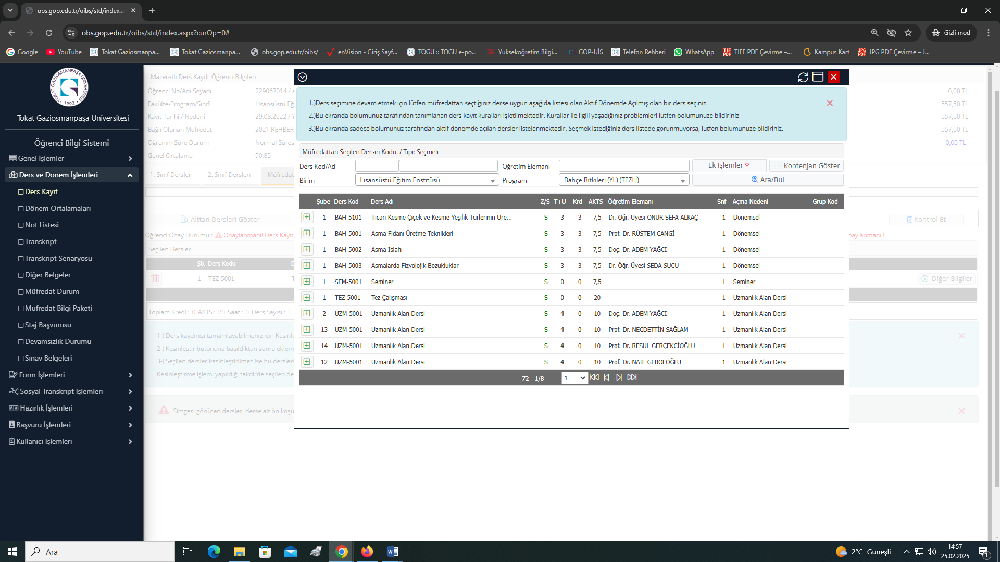 obs.gop.edu.tr/oibs/std/index.a
obs.gop.edu.tr/oibs/std/index.aspx?curOp=0#
Gizli mod
Google
YouTube
Tokat Gaziosmanpa...
Tokat Gaziosmanpa...
obs.gop.edu.tr/oibs/
enVision - Giriş Sayf...
TOGU :: TOGU e-po...
Yükseköğretim Bilgi...
GOP-UİS
Telefon Rehberi
WhatsApp
TIFF PDF Çevirme –...
Kampüs Kart
JPG PDF Çevirme – J...
TOKAT GAZİOSMANPAŞA ÜNİVERSİTESİ
1992
Tokat Gaziosmanpaşa Üniversitesi
Öğrenci Bilgi Sistemi
Genel İşlemler
Ders ve Dönem İşlemleri
Ders Kayıt
Dönem Ortalamaları
Not Listesi
Transkript
Transkript Senaryosu
Diğer Belgeler
Müfredat Durum
Müfredat Bilgi Paketi
Staj Başvurusu
Devamsızlık Durumu
Sınav Belgeleri
Form İşlemleri
Sosyal Transkript İşlemleri
Hazırlık İşlemleri
Başvuru İşlemleri
Kullanıcı İşlemleri
Mazeretli Ders Kaydı Öğrenci Bilgileri
Öğrenci No/Adı Soyadı 229067014 /
Fakülte-Program/Sınıfı Lisansüstü Eğ
Kayıt Tarihi / Nedeni 29.08.2022 /
Bağlı Olunan Müfredat 2021 REHBER
Öğrenim Süre Durum Normal Süres
Genel Ortalama 90,85
0,00 TL
557,50 TL
557,50 TL
557,50 TL
0,00 TL
1. Sınıf Dersleri 2. Sınıf Dersleri Müfredat
Alttan Dersleri Göster
Kontrol Et
Öğrenci Onay Durumu : Onaylanmadı! Ders Kayıt
naylanmadı !
Seçilen Dersler
Şb. Ders Kodu
1 TEZ-5001
Diğer Bilgiler
Toplam Kredi : 0 AKTS : 20 Saat : 0 Ders Sayısı : 1
1-) Ders kaydınızı tamamlayabilmeniz için Kesinle
2-) Kesinleştir butonuna basıldıktan sonra eklem
3-) Seçilen dersler kesinleştirilmez ise bu dersler
Kesinleştirme işlemi yapıldığı takdirde seçilen de
Simgesi görünen dersler, derse ait ön koşu
1.)Ders seçimine devam etmek için lütfen müfredattan seçtiğiniz derse uygun aşağıda listesi olan Aktif Dönemde Açılmış olan bir ders seçiniz.
2.)Bu ekranda bölümünüz tarafından tanımlanan ders kayıt kuralları işletilmektedir. Kurallar ile ilgili yaşadığınız problemleri lütfen bölümünüze bildiriniz
3.)Bu ekranda sadece bölümünüz tarafından aktif dönemde açılan dersler listelenmektedir. Seçmek istediğiniz ders listede görünmüyorsa, lütfen bölümünüze bildiriniz.
Müfredattan Seçilen Dersin Kodu: / Tipi: Seçmeli
Ders Kod/Ad Öğretim Elemanı Ek İşlemler Kontenjan Göster
Birim Lisansüstü Eğitim Enstitüsü Program Bahçe Bitkileri (YL) (TEZLİ) Ara/Bul
Şube Ders Kod Ders Adı Z/S T+U Krd AKTS Öğretim Elemanı Snf Açma Nedeni Grup Kod
1 BAH-5101 Ticari Kesme Çiçek ve Kesme Yeşilik Türlerinin Üre... S 3 3 7,5 Dr. Öğr. Üyesi ONUR SEFA ALKAÇ 1 Dönemsel
1 BAH-5001 Asma Fidanı Üretme Teknikleri S 3 3 7,5 Prof. Dr. RÜSTEM CANGİ 1 Dönemsel
1 BAH-5002 Asma Islahı S 3 3 7,5 Doç. Dr. ADEM YAĞCI 1 Dönemsel
1 BAH-5003 Asmalarda Fizyolojik Bozukluklar S 3 3 7,5 Dr. Öğr. Üyesi SEDA SUCU 1 Dönemsel
1 SEM-5001 Seminer S 0 0 7,5 1 Seminer
1 TEZ-5001 Tez Çalışması S 0 0 20 1 Uzmanlık Alan Dersi
2 UZM-5001 Uzmanlık Alan Dersi S 4 0 10 Doç. Dr. ADEM YAĞCI 1 Uzmanlık Alan Dersi
13 UZM-5001 Uzmanlık Alan Dersi S 4 0 10 Prof. Dr. NECDETTİN SAĞLAM 1 Uzmanlık Alan Dersi
14 UZM-5001 Uzmanlık Alan Dersi S 4 0 10 Prof. Dr. RESUL GERÇEKCİOĞLU 1 Uzmanlık Alan Dersi
12 UZM-5001 Uzmanlık Alan Dersi S 4 0 10 Prof. Dr. NAİF GEBOLOĞLU 1 Uzmanlık Alan Dersi
72 - 1/8 1
Ara
2°C Güneşli
14:57
25.02.2025
1